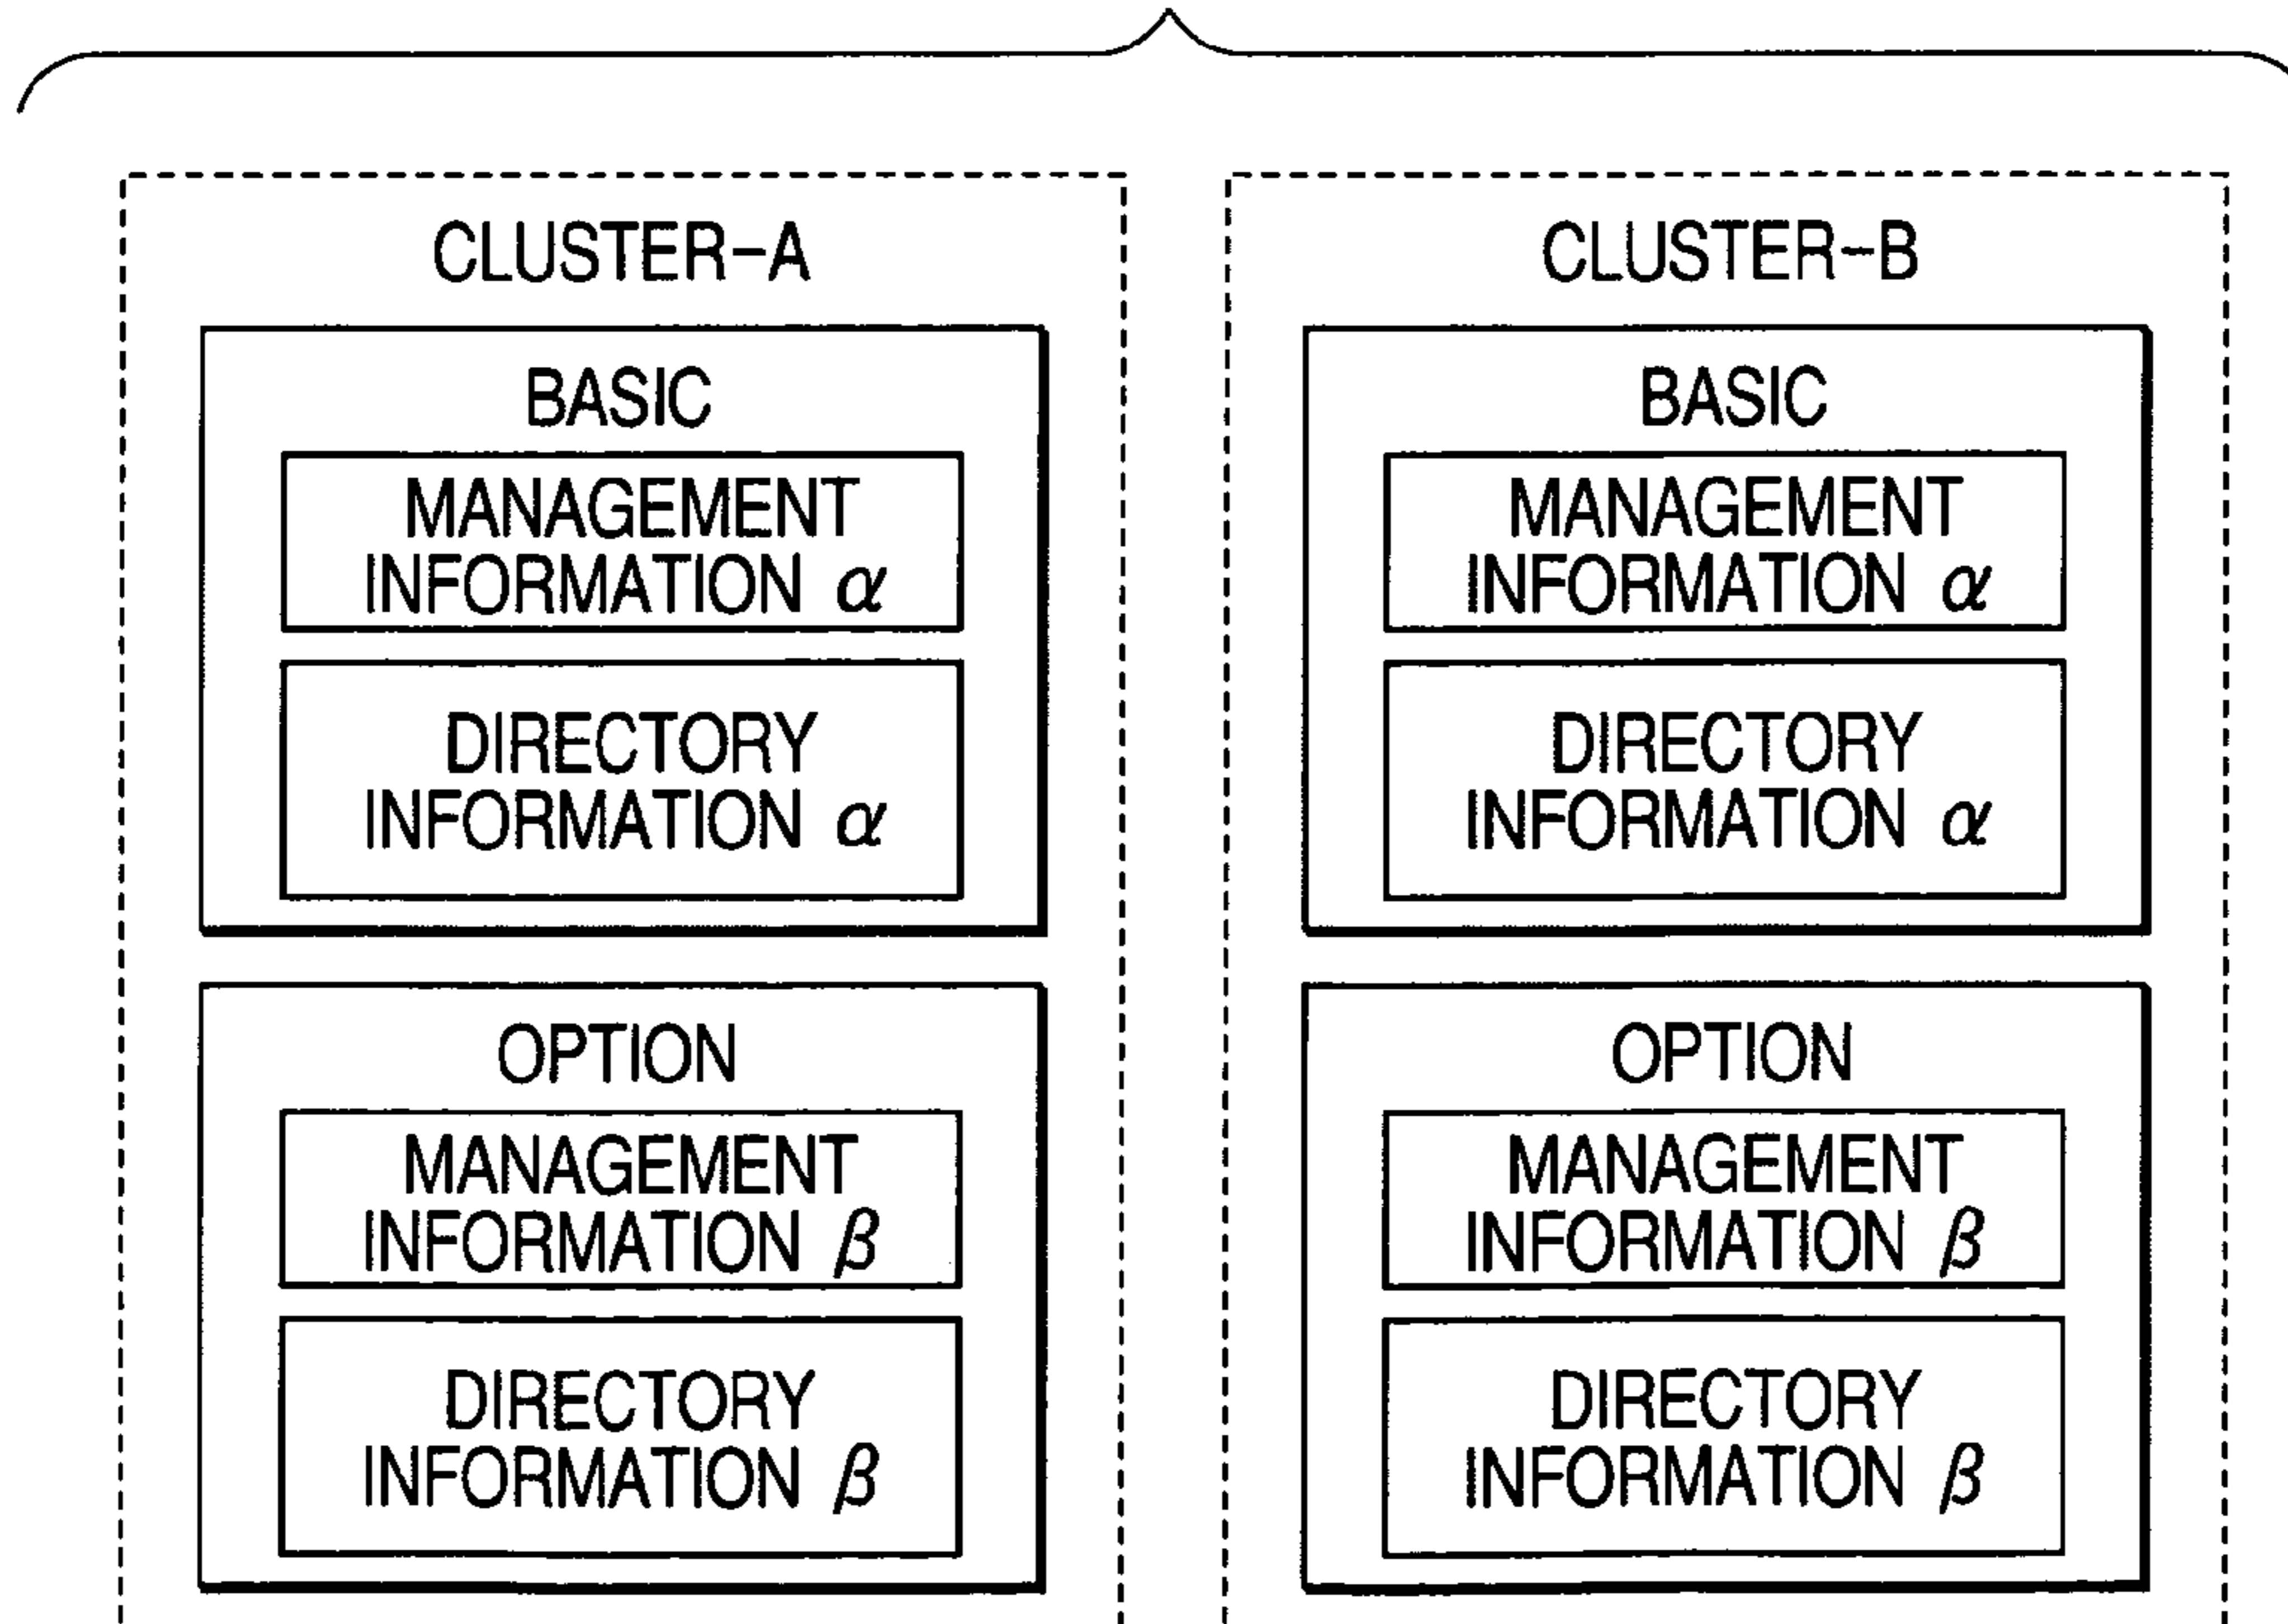 CLUSTER-A
BASIC
MANAGEMENT
INFORMATION α
DIRECTORY
INFORMATION α
OPTION
MANAGEMENT
INFORMATION β
DIRECTORY
INFORMATION β
CLUSTER-B
BASIC
MANAGEMENT
INFORMATION α
DIRECTORY
INFORMATION α
OPTION
MANAGEMENT
INFORMATION β
DIRECTORY
INFORMATION β